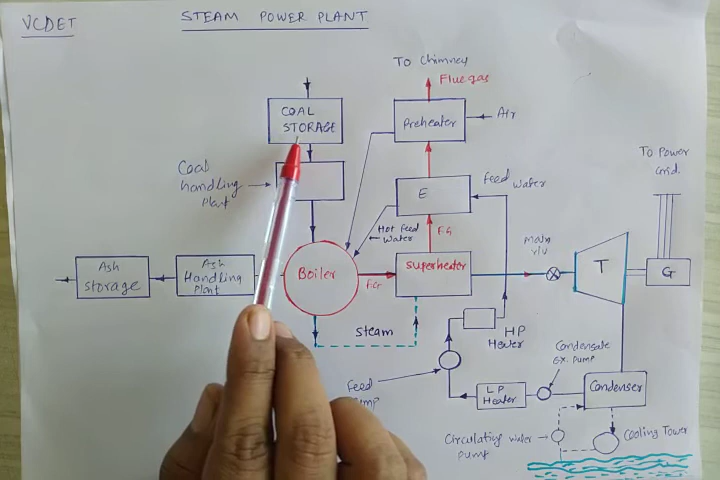 VCDET
STEAM POWER PLANT
To Chimney
Flue gas
COAL
STORAGE
Preheater
Air
Coal
handling
Plant
E
Feed
Water
To Power
Grid.
Hot feed
Water
F.G
main
Ash
Storage
Ash
Handling
Plant
Boiler
F.G
Superheater
T
G
Steam
HP
Heater
Condensate
Ex. Pump
Feed
LP
Heater
Condenser
Circulating water
Pump
Cooling Tower